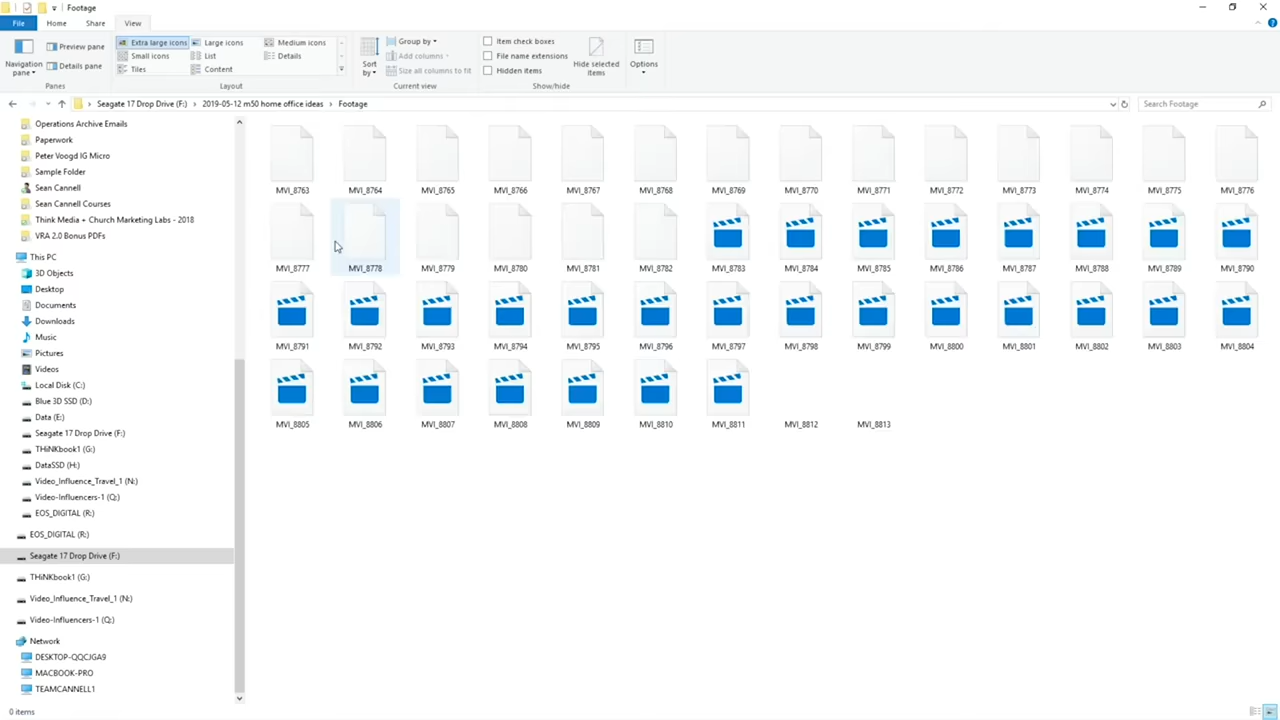 Footage
File Home Share View
Navigation pane Preview pane Details pane Panes
Extra large icons Large icons Medium icons
Small icons List Details
Tiles Content
Layout
Sort by Group by Add columns Size all columns to fit Current view
Item check boxes
File name extensions
Hidden items
Hide selected items Show/hide
Options
Seagate 17 Drop Drive (F:) 2019-05-12 m50 home office ideas Footage Search Footage
Operations Archive Emails
Paperwork
Peter Voogd IG Micro
Sample Folder
Sean Cannell
Sean Cannell Courses
Think Media + Church Marketing Labs - 2018
VRA 2.0 Bonus PDFs
This PC
3D Objects
Desktop
Documents
Downloads
Music
Pictures
Videos
Local Disk (C:)
Blue 3D SSD (D:)
Data (E:)
Seagate 17 Drop Drive (F:)
THiNKbook1 (G:)
DataSSD (H:)
Video_Influence_Travel_1 (N:)
Video-Influencers-1 (Q:)
EOS_DIGITAL (R:)
EOS_DIGITAL (R:)
Seagate 17 Drop Drive (F:)
THiNKbook1 (G:)
Video_Influence_Travel_1 (N:)
Video-Influencers-1 (Q:)
Network
DESKTOP-QQCJGA9
MACBOOK-PRO
TEAMCANNELL1
MVI_8763 MVI_8764 MVI_8765 MVI_8766 MVI_8767 MVI_8768 MVI_8769 MVI_8770 MVI_8771 MVI_8772 MVI_8773 MVI_8774 MVI_8775 MVI_8776
MVI_8777 MVI_8778 MVI_8779 MVI_8780 MVI_8781 MVI_8782 MVI_8783 MVI_8784 MVI_8785 MVI_8786 MVI_8787 MVI_8788 MVI_8789 MVI_8790
MVI_8791 MVI_8792 MVI_8793 MVI_8794 MVI_8795 MVI_8796 MVI_8797 MVI_8798 MVI_8799 MVI_8800 MVI_8801 MVI_8802 MVI_8803 MVI_8804
MVI_8805 MVI_8806 MVI_8807 MVI_8808 MVI_8809 MVI_8810 MVI_8811 MVI_8812 MVI_8813
0 items